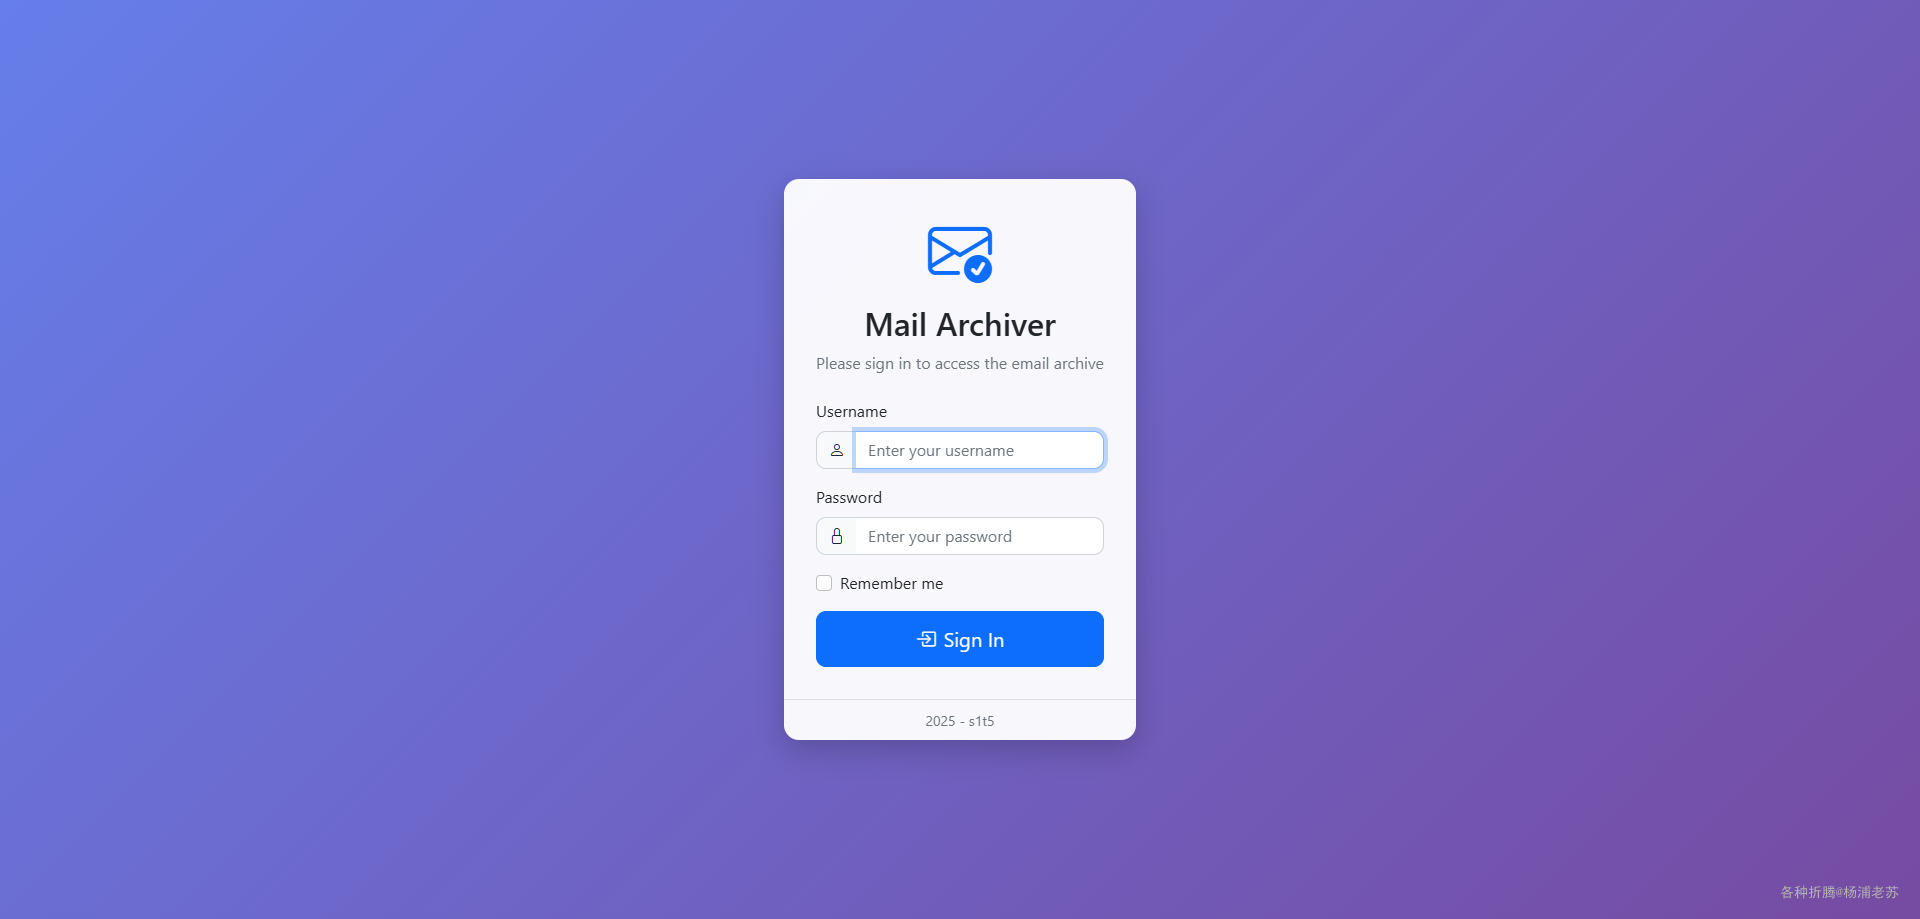 Mail Archiver
Please sign in to access the email archive
Username
Enter your username
Password
Enter your password
Remember me
Sign In
2025 - s1t5
各种折腾@杨浦老苏